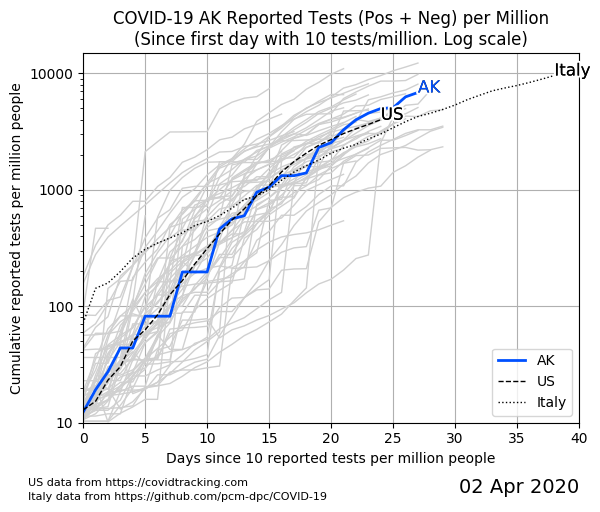 COVID-19 AK Reported Tests (Pos + Neg) per Million
(Since first day with 10 tests/million. Log scale)
Cumulative reported tests per million people
10000
1000
100
10
Italy
AK
US
AK
US
Italy
0 5 10 15 20 25 30 35 40
Days since 10 reported tests per million people
US data from https://covidtracking.com
Italy data from https://github.com/pcm-dpc/COVID-19
02 Apr 2020